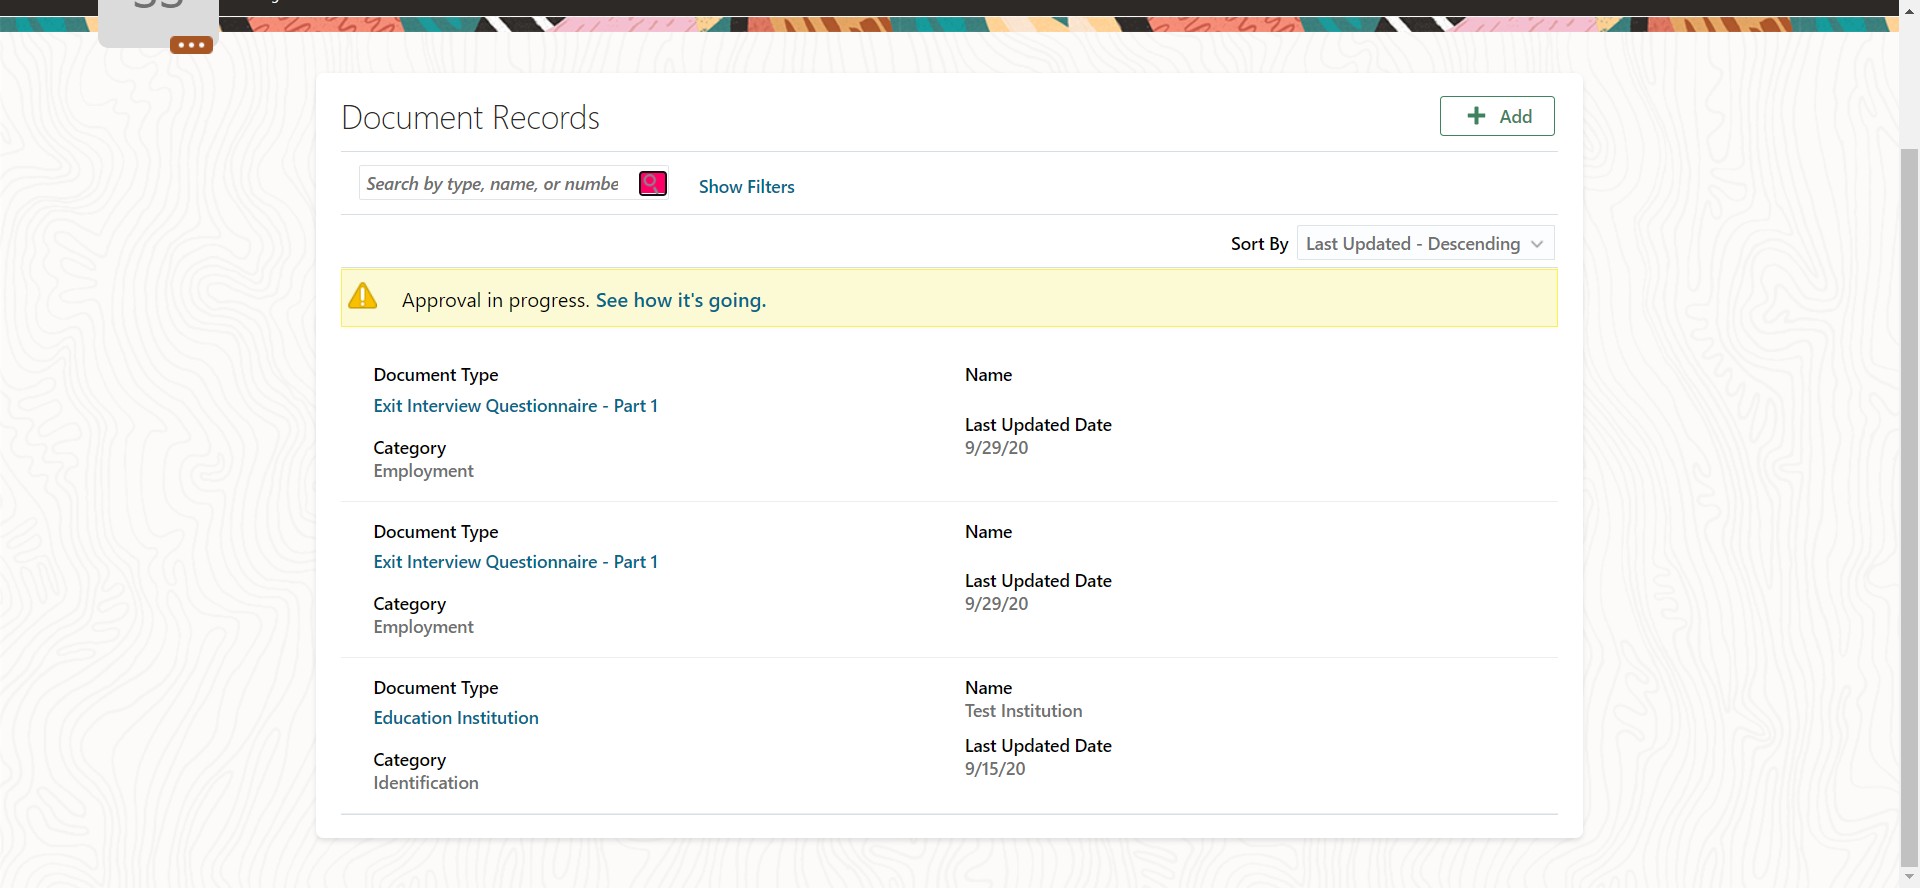 Document Records
Add
Search by type, name, or numbe
Show Filters
Sort By Last Updated - Descending
Approval in progress. See how it's going.
Document Type
Exit Interview Questionnaire - Part 1
Category
Employment
Name
Last Updated Date
9/29/20
Document Type
Exit Interview Questionnaire - Part 1
Category
Employment
Name
Last Updated Date
9/29/20
Document Type
Education Institution
Category
Identification
Name
Test Institution
Last Updated Date
9/15/20